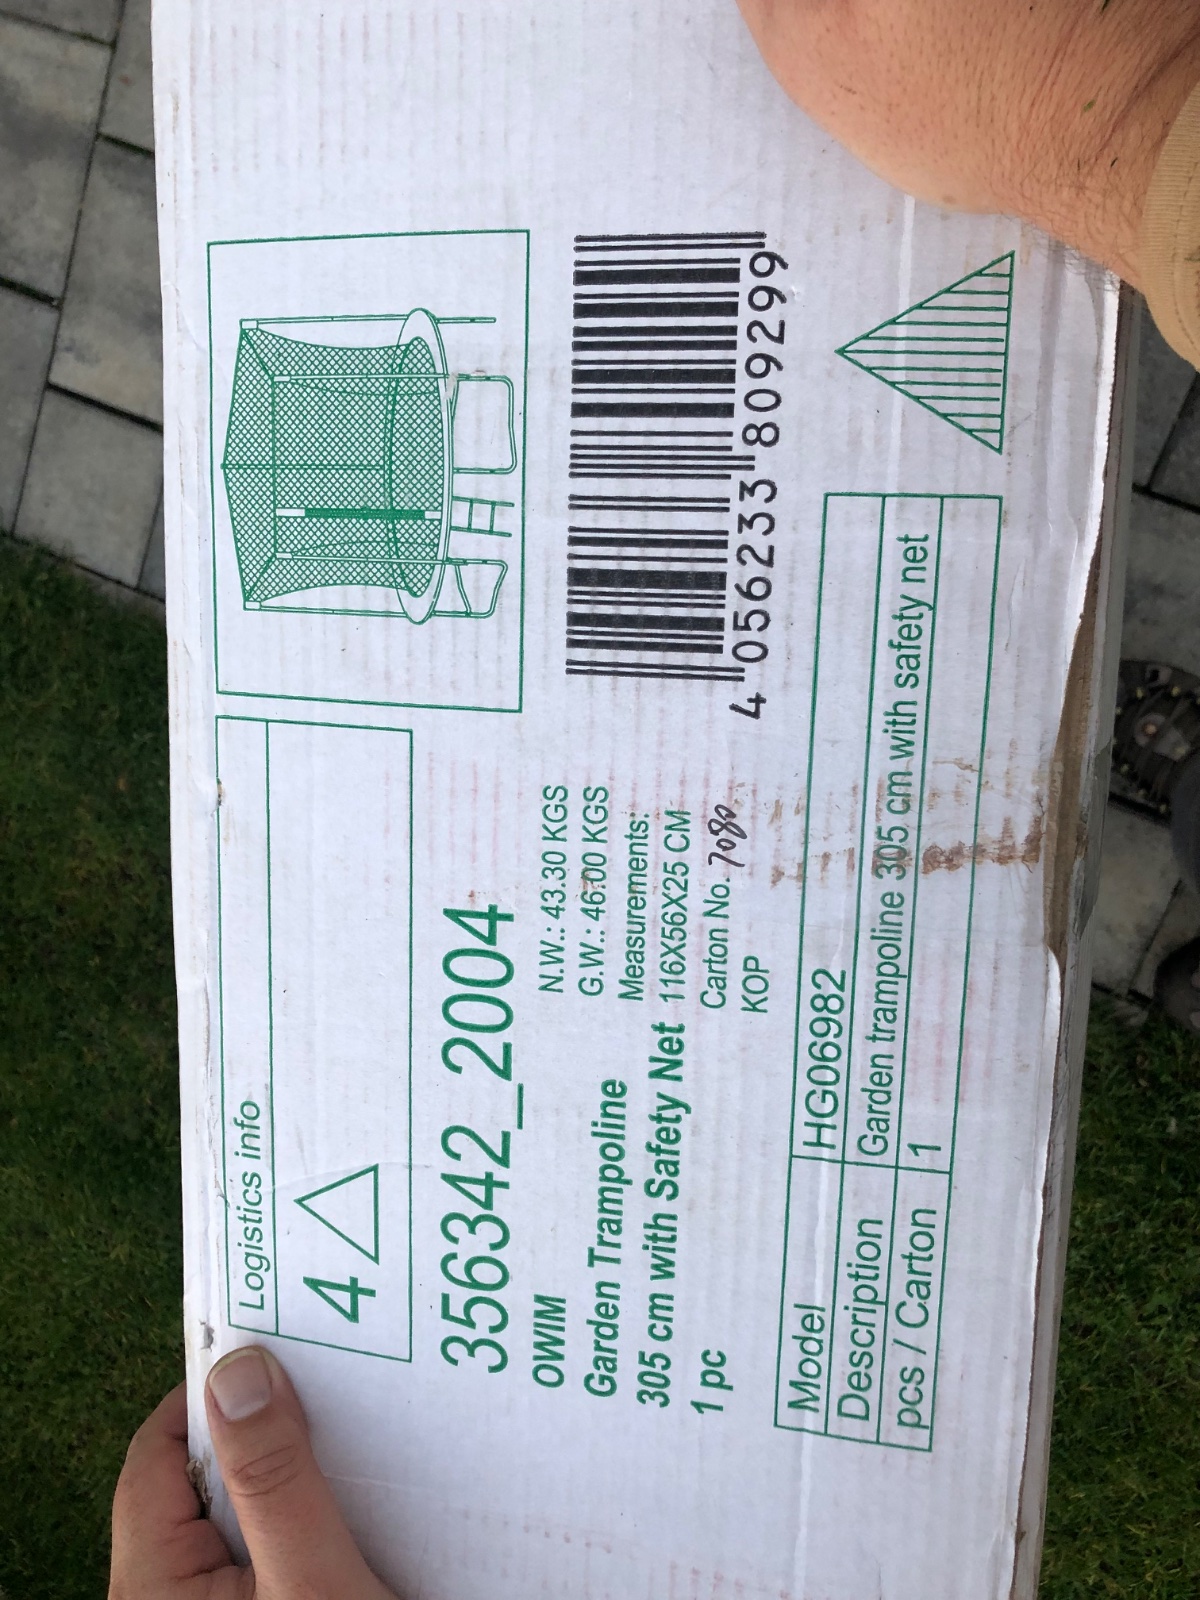 Logistics info
4
356342_2004
OWIM
Garden Trampoline
305 cm with Safety Net
1 pc
N.W.: 43.30 KGS
G.W.: 46.00 KGS
Measurements:
116X56X25 CM
Carton No. 7080
KOP
4 056233 809299
Model HG06982
Description Garden trampoline 305 cm with safety net
pcs / Carton 1